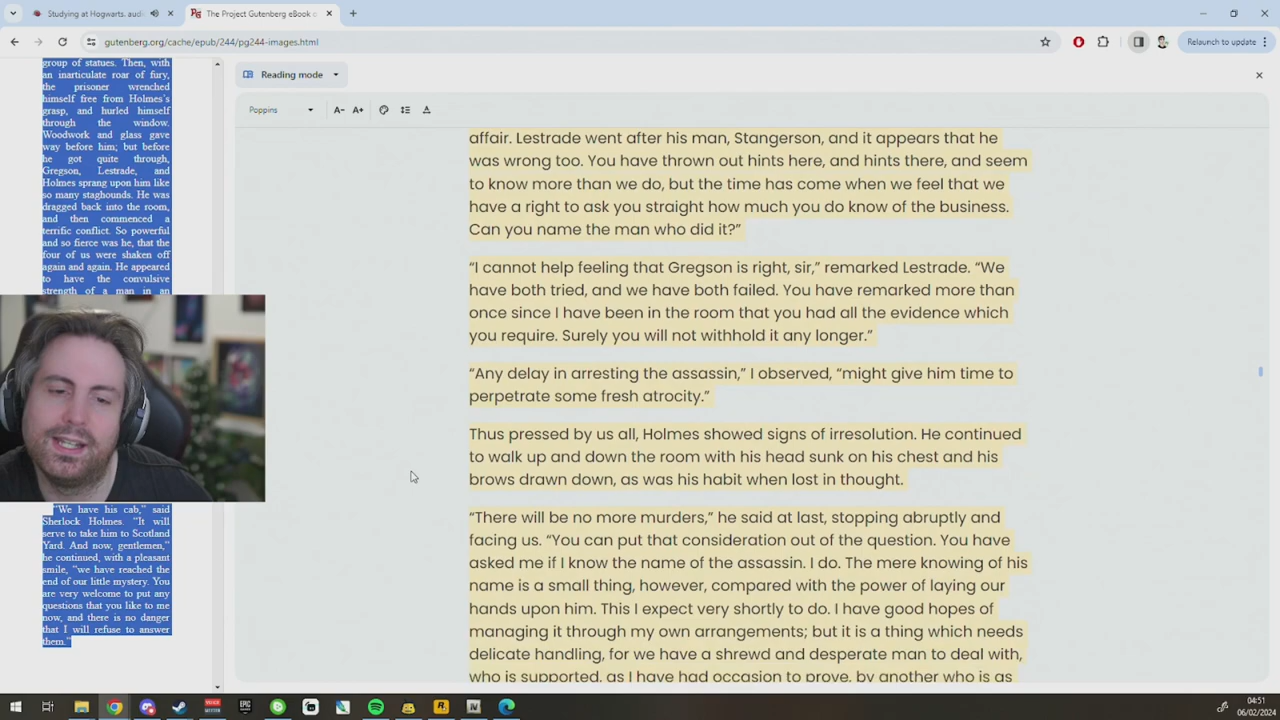 Studying at Hogwarts. audi
The Project Gutenberg eBook o
gutenberg.org/cache/epub/244/pg244-images.html
Relaunch to update
group of statues. Then, with
an inarticulate roar of fury,
the prisoner wrenched
himself free from Holmes’s
grasp, and hurled himself
through the window.
Woodwork and glass gave
way before him; but before
he got quite through,
Gregson, Lestrade, and
Holmes sprang upon him like
so many staghounds. He was
dragged back into the room,
and then commenced a
terrific conflict. So powerful
and so fierce was he, that the
four of us were shaken off
again and again. He appeared
to have the convulsive
strength of a man in an
“We have his cab,” said
Sherlock Holmes. “It will
serve to take him to Scotland
Yard. And now, gentlemen,”
he continued, with a pleasant
smile, “we have reached the
end of our little mystery. You
are very welcome to put any
questions that you like to me
now, and there is no danger
that I will refuse to answer
them.”
Reading mode
Poppins
A-
A+
A
affair. Lestrade went after his man, Stangerson, and it appears that he
was wrong too. You have thrown out hints here, and hints there, and seem
to know more than we do, but the time has come when we feel that we
have a right to ask you straight how much you do know of the business.
Can you name the man who did it?”
“I cannot help feeling that Gregson is right, sir,” remarked Lestrade. “We
have both tried, and we have both failed. You have remarked more than
once since I have been in the room that you had all the evidence which
you require. Surely you will not withhold it any longer.”
“Any delay in arresting the assassin,” I observed, “might give him time to
perpetrate some fresh atrocity.”
Thus pressed by us all, Holmes showed signs of irresolution. He continued
to walk up and down the room with his head sunk on his chest and his
brows drawn down, as was his habit when lost in thought.
“There will be no more murders,” he said at last, stopping abruptly and
facing us. “You can put that consideration out of the question. You have
asked me if I know the name of the assassin. I do. The mere knowing of his
name is a small thing, however, compared with the power of laying our
hands upon him. This I expect very shortly to do. I have good hopes of
managing it through my own arrangements; but it is a thing which needs
delicate handling, for we have a shrewd and desperate man to deal with,
who is supported, as I have had occasion to prove, by another who is as
04:51
06/02/2024